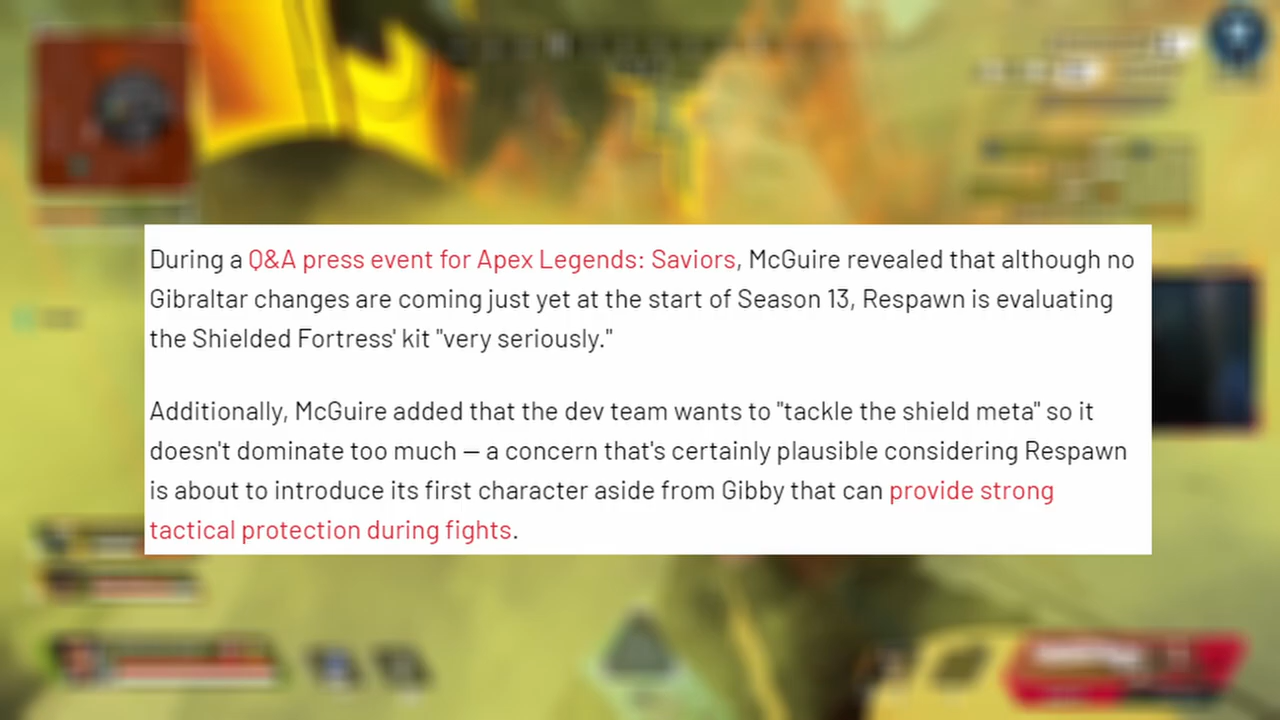 During a Q&A press event for Apex Legends: Saviors, McGuire revealed that although no
Gibraltar changes are coming just yet at the start of Season 13, Respawn is evaluating
the Shielded Fortress' kit "very seriously."
Additionally, McGuire added that the dev team wants to "tackle the shield meta" so it
doesn't dominate too much — a concern that's certainly plausible considering Respawn
is about to introduce its first character aside from Gibby that can provide strong
tactical protection during fights.